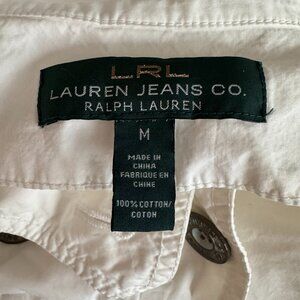 LRL
LAUREN JEANS CO.
RALPH LAUREN
M
MADE IN
CHINA
FABRIQUE EN
CHINE
100% COTTON/
COTON